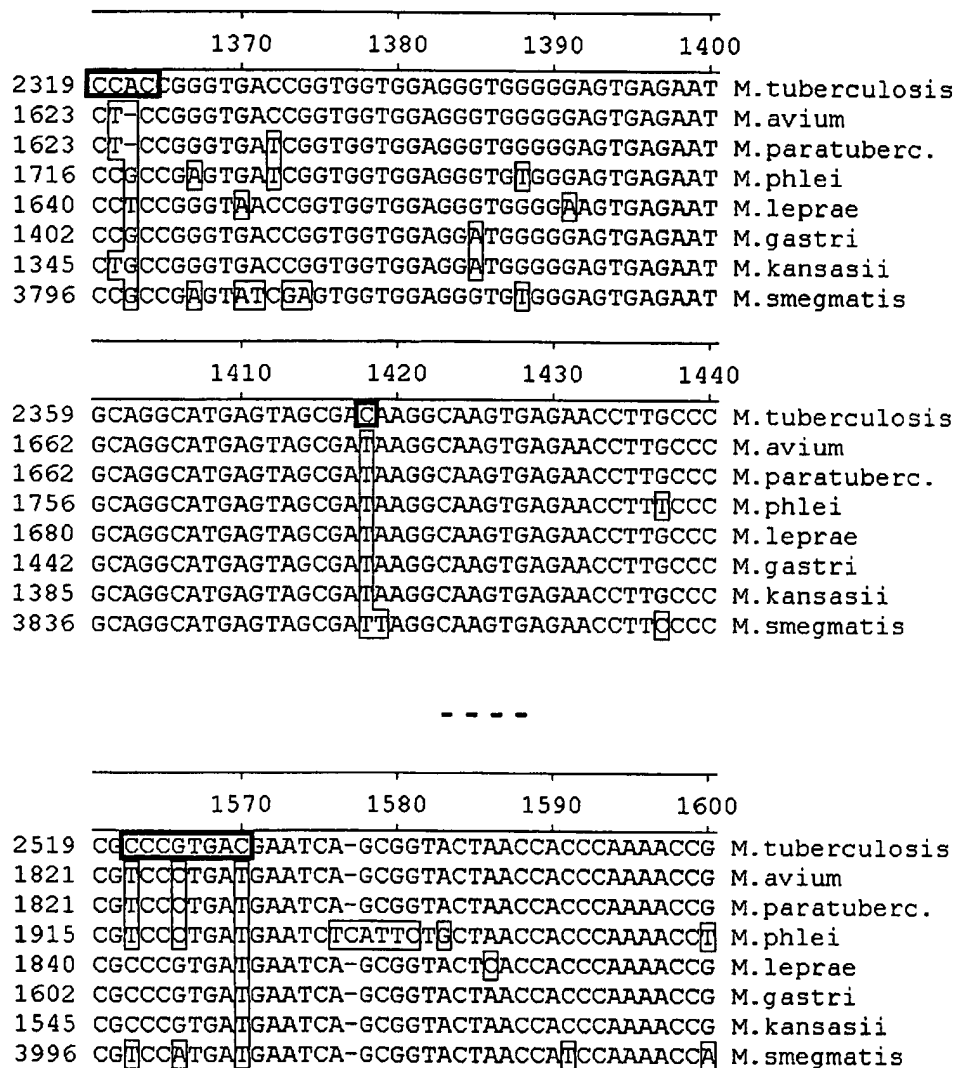 1370 1380 1390 1400
2319 CCACCGGGTGACCGGTGGTGGAGGGTGGGGGAGTGAGAAT M.tuberculosis
1623 CT-CCGGGTGACCGGTGGTGGAGGGTGGGGGAGTGAGAAT M.avium
1623 CT-CCGGGTGATCGGTGGTGGAGGGTGGGGGAGTGAGAAT M.paratuberc.
1716 CCGCCGAGTGATCGGTGGTGGAGGGTGTGGGAGTGAGAAT M.phlei
1640 CCTCCGGGTAACCGGTGGTGGAGGGTGGGGAAGTGAGAAT M.leprae
1402 CCGCCGGGTGACCGGTGGTGGAGGATGGGGGAGTGAGAAT M.gastri
1345 CTGCCGGGTGACCGGTGGTGGAGGATGGGGGAGTGAGAAT M.kansasii
3796 CCGCCGAGTATCGAGTGGTGGAGGGTGTGGGAGTGAGAAT M.smegmatis
1410 1420 1430 1440
2359 GCAGGCATGAGTAGCGACAAGGCAAGTGAGAACCTTGCCC M.tuberculosis
1662 GCAGGCATGAGTAGCGATAAGGCAAGTGAGAACCTTGCCC M.avium
1662 GCAGGCATGAGTAGCGATAAGGCAAGTGAGAACCTTGCCC M.paratuberc.
1756 GCAGGCATGAGTAGCGATAAGGCAAGTGAGAACCTTTCCC M.phlei
1680 GCAGGCATGAGTAGCGATAAGGCAAGTGAGAACCTTGCCC M.leprae
1442 GCAGGCATGAGTAGCGATAAGGCAAGTGAGAACCTTGCCC M.gastri
1385 GCAGGCATGAGTAGCGATAAGGCAAGTGAGAACCTTGCCC M.kansasii
3836 GCAGGCATGAGTAGCGATTAGGCAAGTGAGAACCTTCCCC M.smegmatis
- - - -
1570 1580 1590 1600
2519 CGCCCGTGACGAATCA-GCGGTACTAACCACCCAAAACCG M.tuberculosis
1821 CGTCCCTGATGAATCA-GCGGTACTAACCACCCAAAACCG M.avium
1821 CGTCCCTGATGAATCA-GCGGTACTAACCACCCAAAACCG M.paratuberc.
1915 CGTCCCTGATGAATCTCATTCTGCTAACCACCCAAAACCT M.phlei
1840 CGCCCGTGATGAATCA-GCGGTACTCACCACCCAAAACCG M.leprae
1602 CGCCCGTGATGAATCA-GCGGTACTAACCACCCAAAACCG M.gastri
1545 CGCCCGTGATGAATCA-GCGGTACTAACCACCCAAAACCG M.kansasii
3996 CGTCCATGATGAATCA-GCGGTACTAACCATCCAAAACCA M.smegmatis